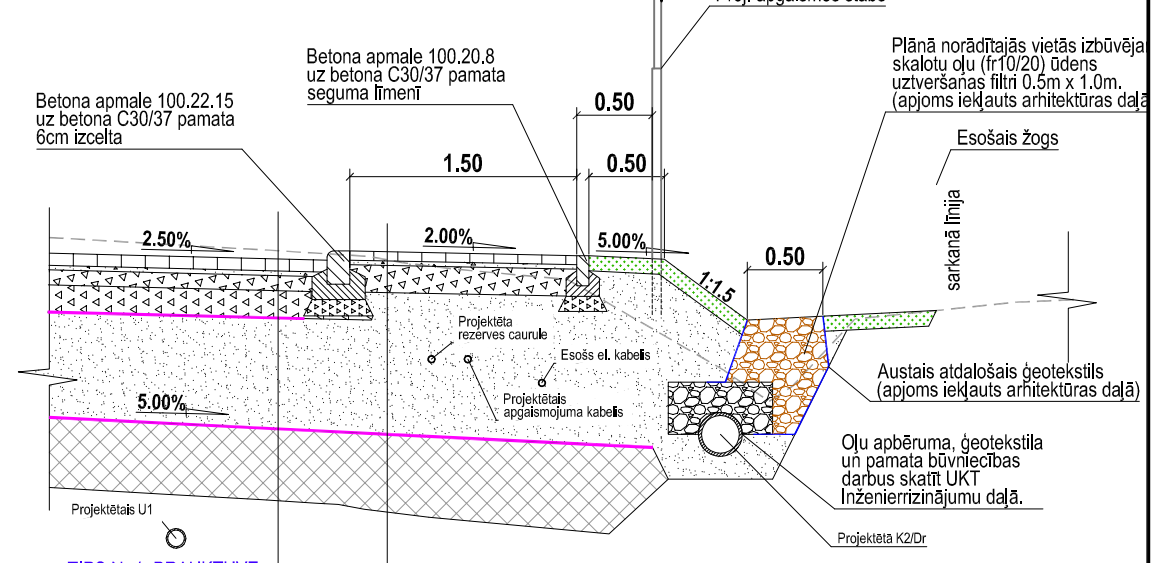 Betona apmale 100.20.8
uz betona C30/37 pamata
seguma līmenī
Betona apmale 100.22.15
uz betona C30/37 pamata
6cm izcelta
Plānā norādītajās vietās izbūvējam
skalotu oļu (fr10/20) ūdens
uztveršanas filtri 0.5m x 1.0m.
(apjoms iekļauts arhitektūras daļā
Esošais žogs
sarkanā līnija
0.50
1.50
0.50
2.50%
2.00%
5.00%
0.50
1:1.5
Projektēta
rezerves caurule
Esošs el. kabelis
Projektētais
apgaismojuma kabelis
5.00%
Austais atdalošais ģeotekstils
(apjoms iekļauts arhitektūras daļā)
Oļu apbēruma, ģeotekstila
un pamata būvniecības
darbus skatīt UKT
Inženierrizinājumu daļā.
Projektētais U1
Projektētā K2/Dr